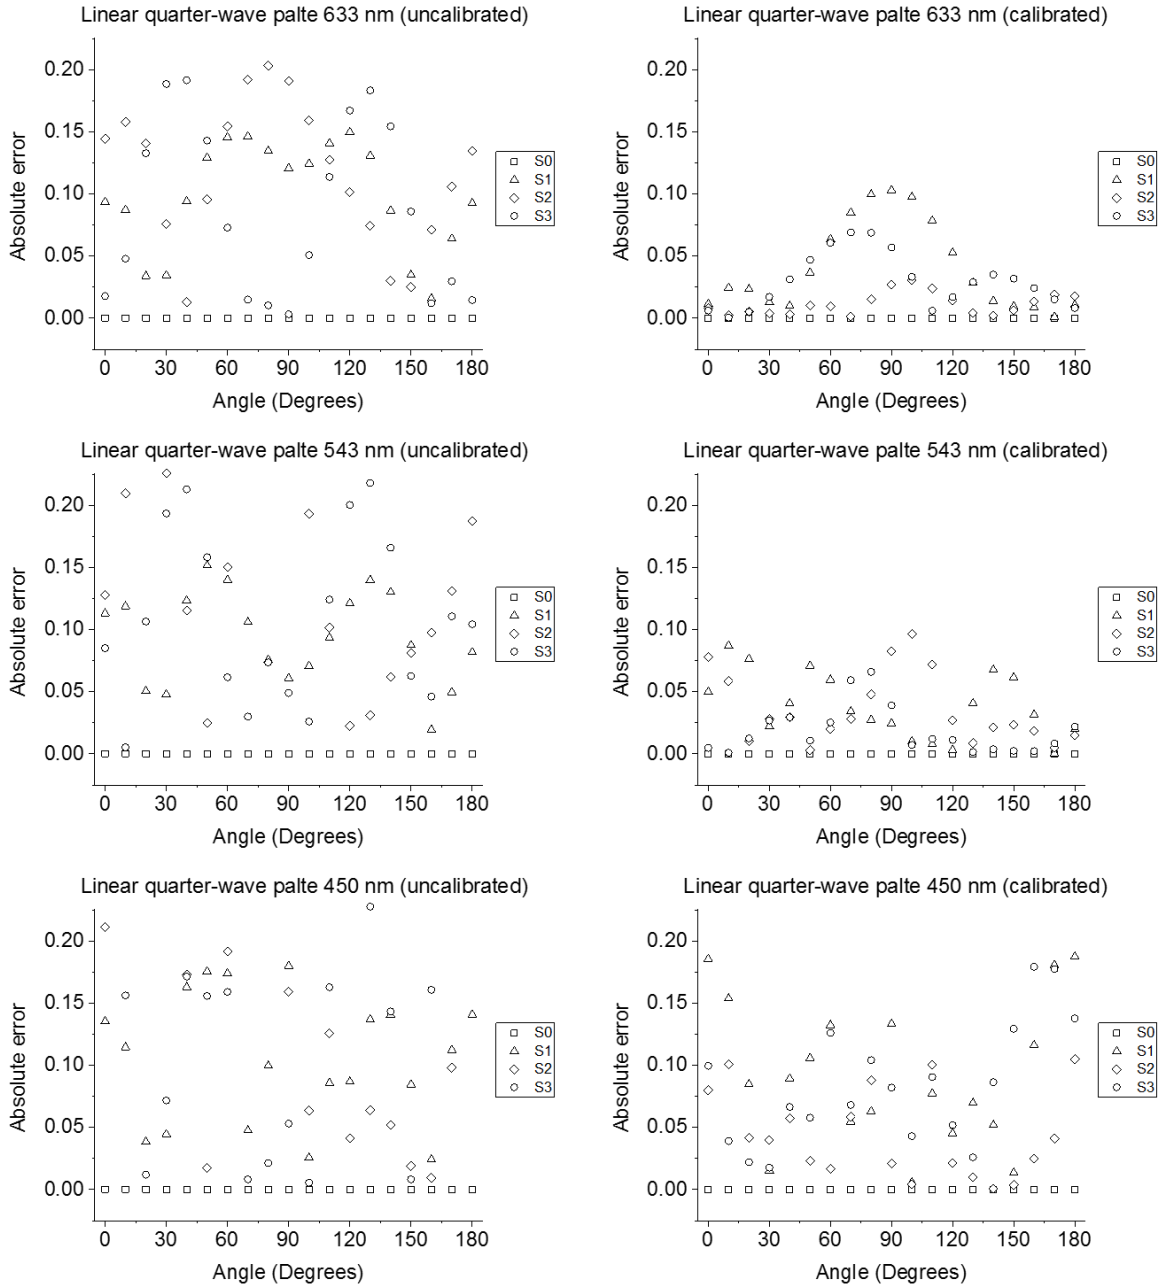 Linear quarter-wave palte 633 nm (uncalibrated)
0.20
0.15
0.10
0.05
0.00
Absolute error
0 30 60 90 120 150 180
Angle (Degrees)
S0
S1
S2
S3
Linear quarter-wave palte 633 nm (calibrated)
0.20
0.15
0.10
0.05
0.00
Absolute error
0 30 60 90 120 150 180
Angle (Degrees)
S0
S1
S2
S3
Linear quarter-wave palte 543 nm (uncalibrated)
0.20
0.15
0.10
0.05
0.00
Absolute error
0 30 60 90 120 150 180
Angle (Degrees)
S0
S1
S2
S3
Linear quarter-wave palte 543 nm (calibrated)
0.20
0.15
0.10
0.05
0.00
Absolute error
0 30 60 90 120 150 180
Angle (Degrees)
S0
S1
S2
S3
Linear quarter-wave palte 450 nm (uncalibrated)
0.20
0.15
0.10
0.05
0.00
Absolute error
0 30 60 90 120 150 180
Angle (Degrees)
S0
S1
S2
S3
Linear quarter-wave palte 450 nm (calibrated)
0.20
0.15
0.10
0.05
0.00
Absolute error
0 30 60 90 120 150 180
Angle (Degrees)
S0
S1
S2
S3